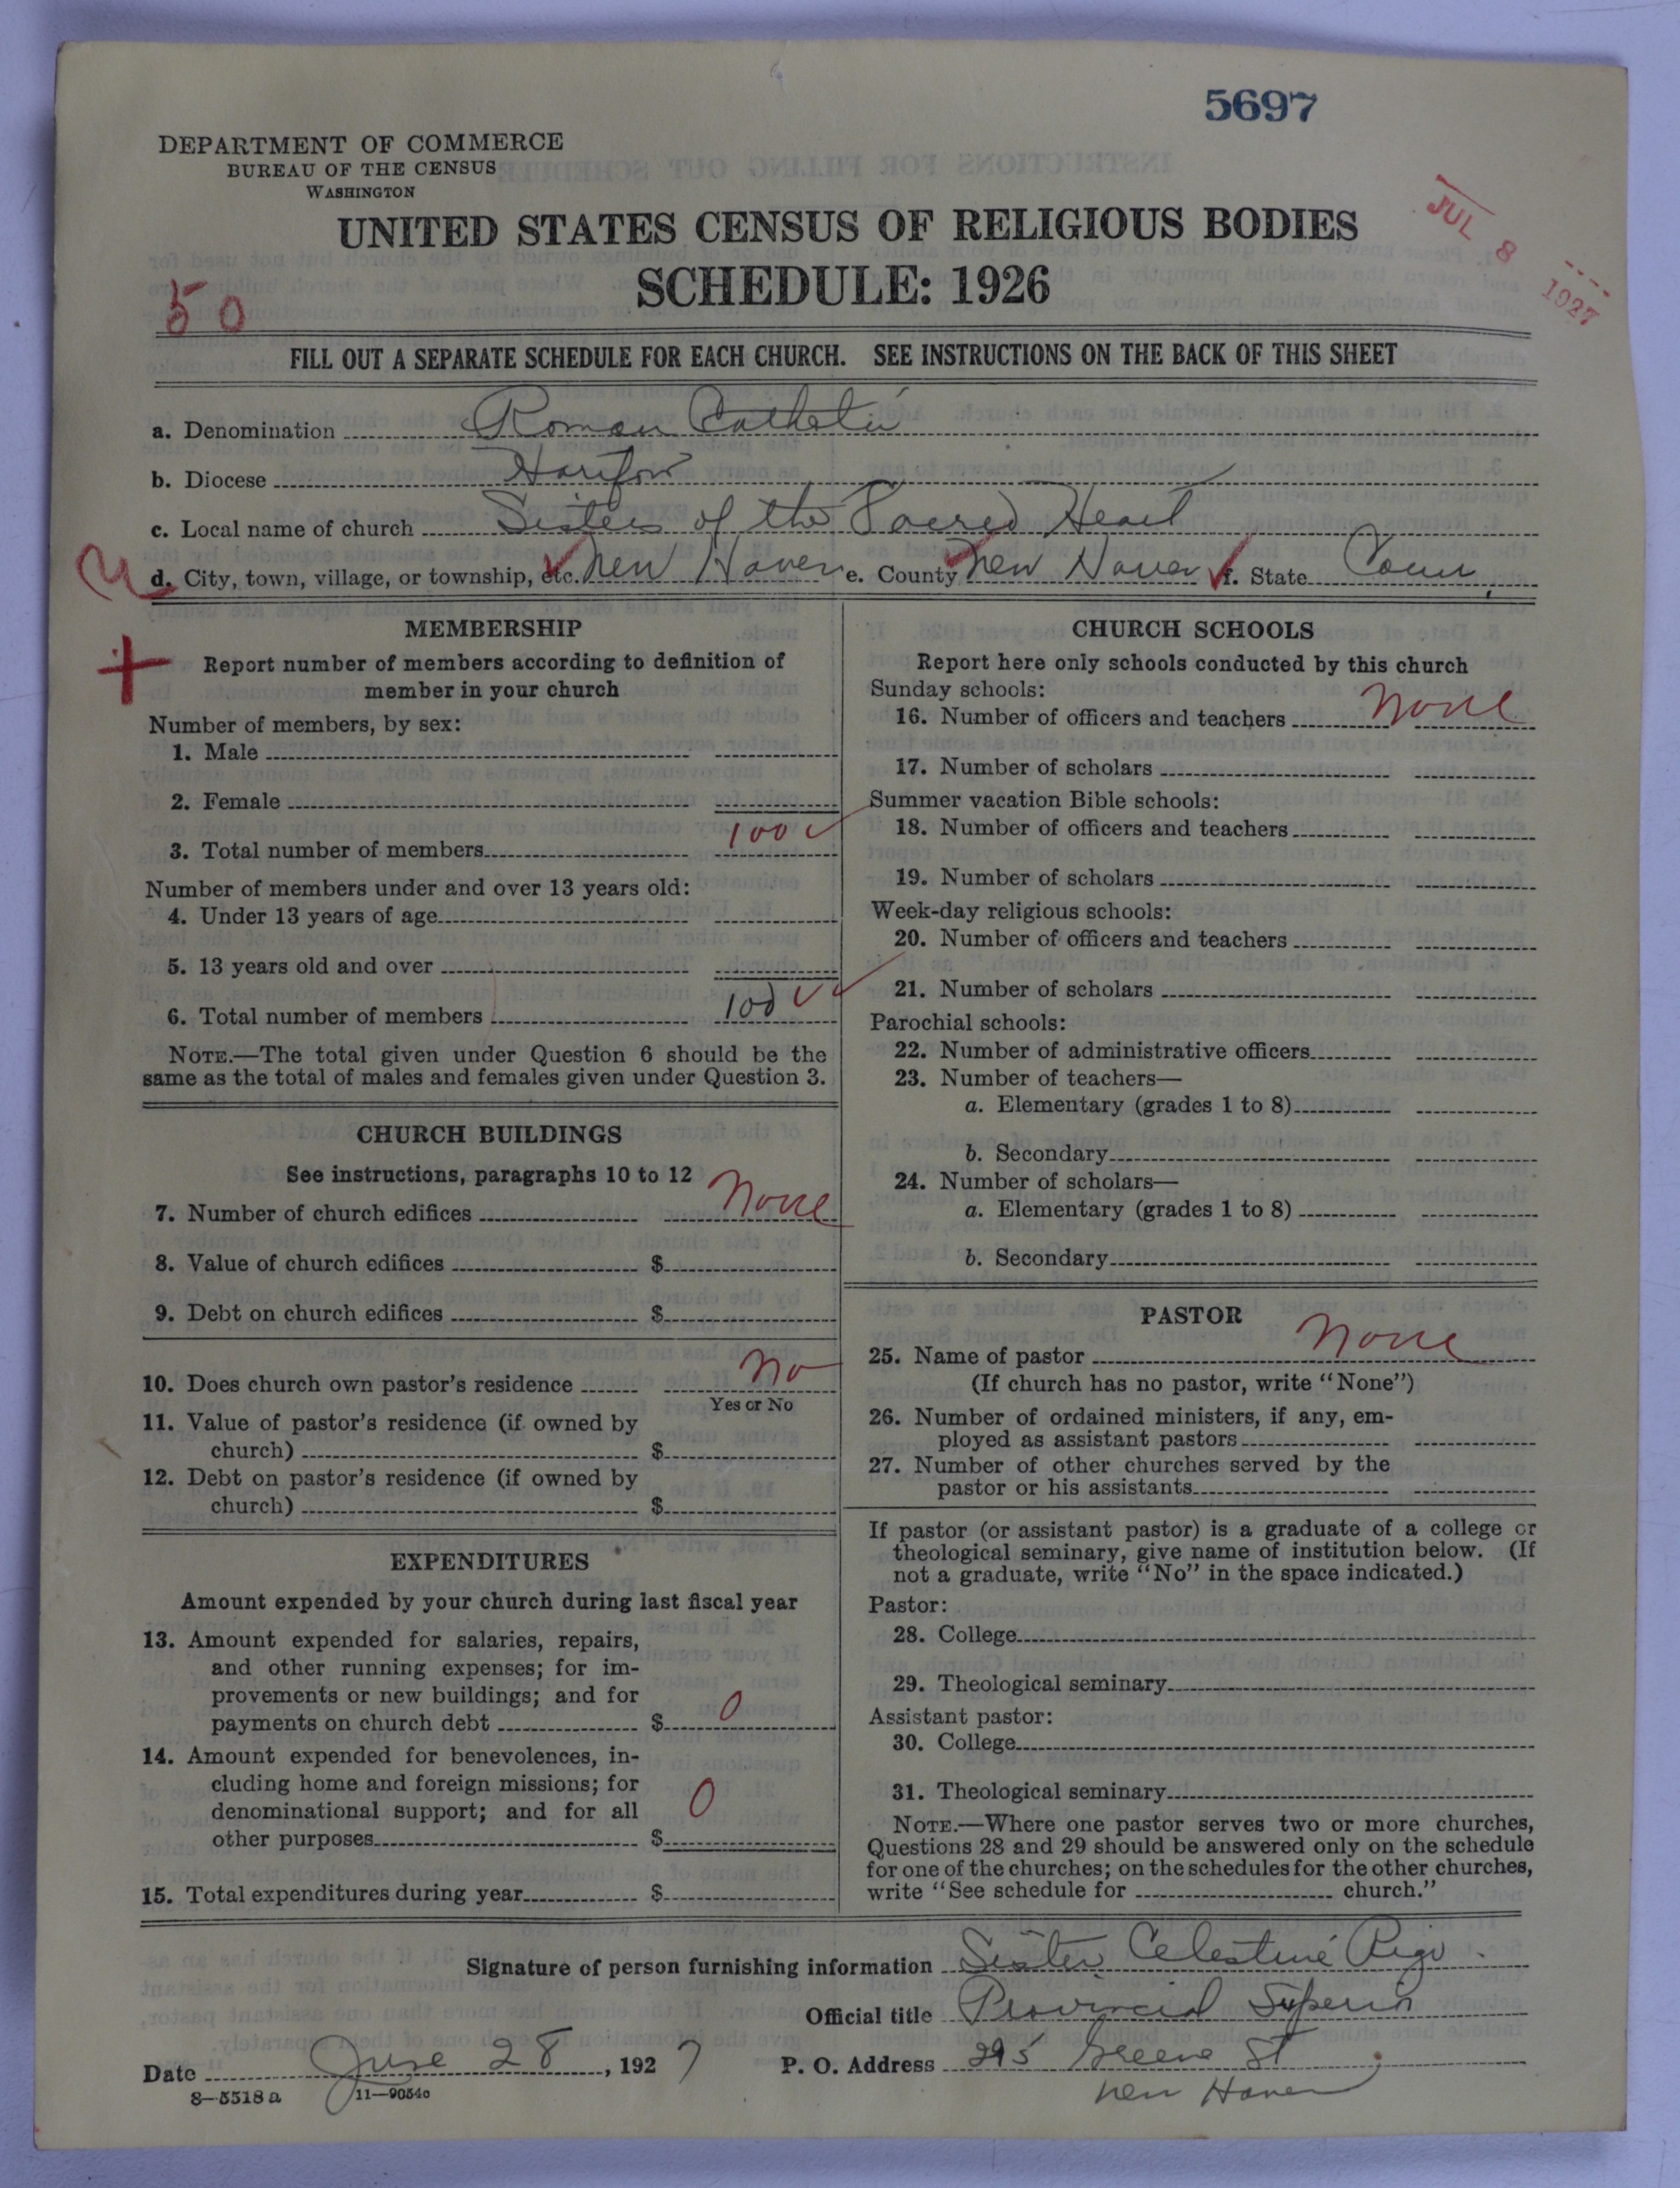 5697
DEPARTMENT OF COMMERCE
BUREAU OF THE CENSUS
WASHINGTON
UNITED STATES CENSUS OF RELIGIOUS BODIES
SCHEDULE: 1926
JUL 8 1927
50
FILL OUT A SEPARATE SCHEDULE FOR EACH CHURCH. SEE INSTRUCTIONS ON THE BACK OF THIS SHEET
a. Denomination Roman Catholic
b. Diocese
c. Local name of church Sisters of the Sacred Heart
d. City, town, village, or township, etc. New Haven e. County New Haven f. State Conn
MEMBERSHIP
Report number of members according to definition of
member in your church
Number of members, by sex:
1. Male
2. Female
3. Total number of members 100
Number of members under and over 13 years old:
4. Under 13 years of age
5. 13 years old and over
6. Total number of members 100
NOTE.—The total given under Question 6 should be the
same as the total of males and females given under Question 3.
CHURCH BUILDINGS
See instructions, paragraphs 10 to 12
7. Number of church edifices None
8. Value of church edifices $
9. Debt on church edifices $
10. Does church own pastor's residence No
Yes or No
11. Value of pastor's residence (if owned by
church) $
12. Debt on pastor's residence (if owned by
church) $
EXPENDITURES
Amount expended by your church during last fiscal year
13. Amount expended for salaries, repairs,
and other running expenses; for im-
provements or new buildings; and for
payments on church debt $ 0
14. Amount expended for benevolences, in-
cluding home and foreign missions; for
denominational support; and for all
other purposes $ 0
15. Total expenditures during year $
CHURCH SCHOOLS
Report here only schools conducted by this church
Sunday schools:
16. Number of officers and teachers None
17. Number of scholars
Summer vacation Bible schools:
18. Number of officers and teachers
19. Number of scholars
Week-day religious schools:
20. Number of officers and teachers
21. Number of scholars
Parochial schools:
22. Number of administrative officers
23. Number of teachers—
a. Elementary (grades 1 to 8)
b. Secondary
24. Number of scholars—
a. Elementary (grades 1 to 8)
b. Secondary
PASTOR
25. Name of pastor None
(If church has no pastor, write "None")
26. Number of ordained ministers, if any, em-
ployed as assistant pastors
27. Number of other churches served by the
pastor or his assistants
If pastor (or assistant pastor) is a graduate of a college or
theological seminary, give name of institution below. (If
not a graduate, write "No" in the space indicated.)
Pastor:
28. College
29. Theological seminary
Assistant pastor:
30. College
31. Theological seminary
NOTE.—Where one pastor serves two or more churches,
Questions 28 and 29 should be answered only on the schedule
for one of the churches; on the schedules for the other churches,
write "See schedule for church."
Signature of person furnishing information Sister Celestine
Official title Provincial Superior
Date June 28, 1927 P. O. Address 295 Greene St
New Haven
8—5518 a 11—9054c